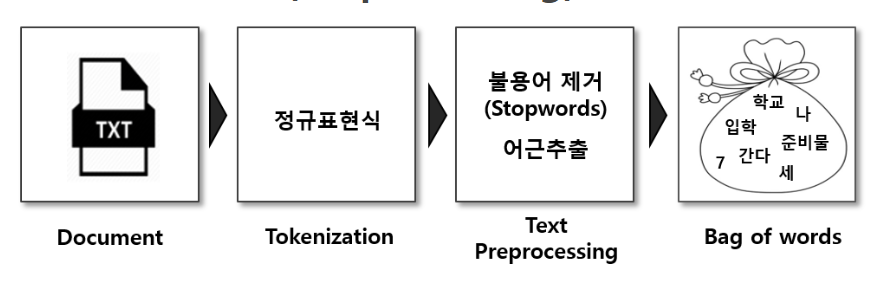 TXT
Document
정규표현식
Tokenization
불용어 제거
(Stopwords)
어근추출
Text
Preprocessing
학교
나
입학
준비물
7
간다
세
Bag of words